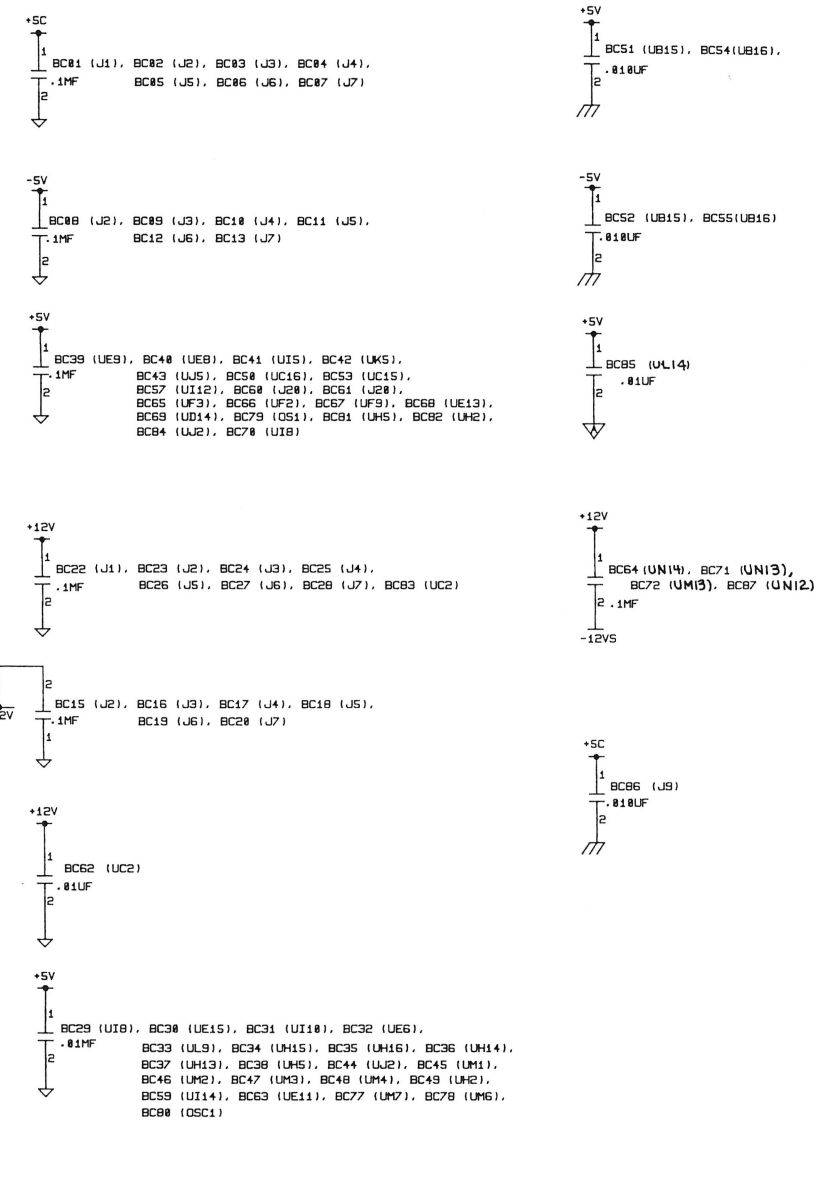 +5C
1
BC01 (J1), BC02 (J2), BC03 (J3), BC04 (J4),
.1MF BC05 (J5), BC06 (J6), BC07 (J7)
2
-5V
1
BC08 (J2), BC09 (J3), BC10 (J4), BC11 (J5),
.1MF BC12 (J6), BC13 (J7)
2
+5V
1
BC39 (UE9), BC40 (UE8), BC41 (UI5), BC42 (UK5),
.1MF BC43 (UJ5), BC50 (UC16), BC53 (UC15),
2 BC57 (UI12), BC60 (J20), BC61 (J20),
BC65 (UF3), BC66 (UF2), BC67 (UF9), BC68 (UE13),
BC69 (UD14), BC79 (OS1), BC81 (UH5), BC82 (UH2),
BC84 (UJ2), BC70 (UI8)
+12V
1
BC22 (J1), BC23 (J2), BC24 (J3), BC25 (J4),
.1MF BC26 (J5), BC27 (J6), BC28 (J7), BC83 (UC2)
2
2
2V
BC15 (J2), BC16 (J3), BC17 (J4), BC18 (J5),
.1MF BC19 (J6), BC20 (J7)
1
+12V
1
BC62 (UC2)
.01UF
2
+5V
1
BC29 (UI8), BC30 (UE15), BC31 (UI10), BC32 (UE6),
.01MF BC33 (UL9), BC34 (UH15), BC35 (UH16), BC36 (UH14),
2 BC37 (UH13), BC38 (UH5), BC44 (UJ2), BC45 (UM1),
BC46 (UM2), BC47 (UM3), BC48 (UM4), BC49 (UH2),
BC59 (UI14), BC63 (UE11), BC77 (UM7), BC78 (UM6),
BC80 (OSC1)
+5V
1
BC51 (UB15), BC54(UB16),
.010UF
2
-5V
1
BC52 (UB15), BC55(UB16)
.010UF
2
+5V
1
BC85 (UL14)
.01UF
2
A
+12V
1
BC64 (UN14), BC71 (UN13),
BC72 (UM13), BC87 (UN12)
2 .1MF
-12VS
+5C
1
BC86 (J9)
.010UF
2